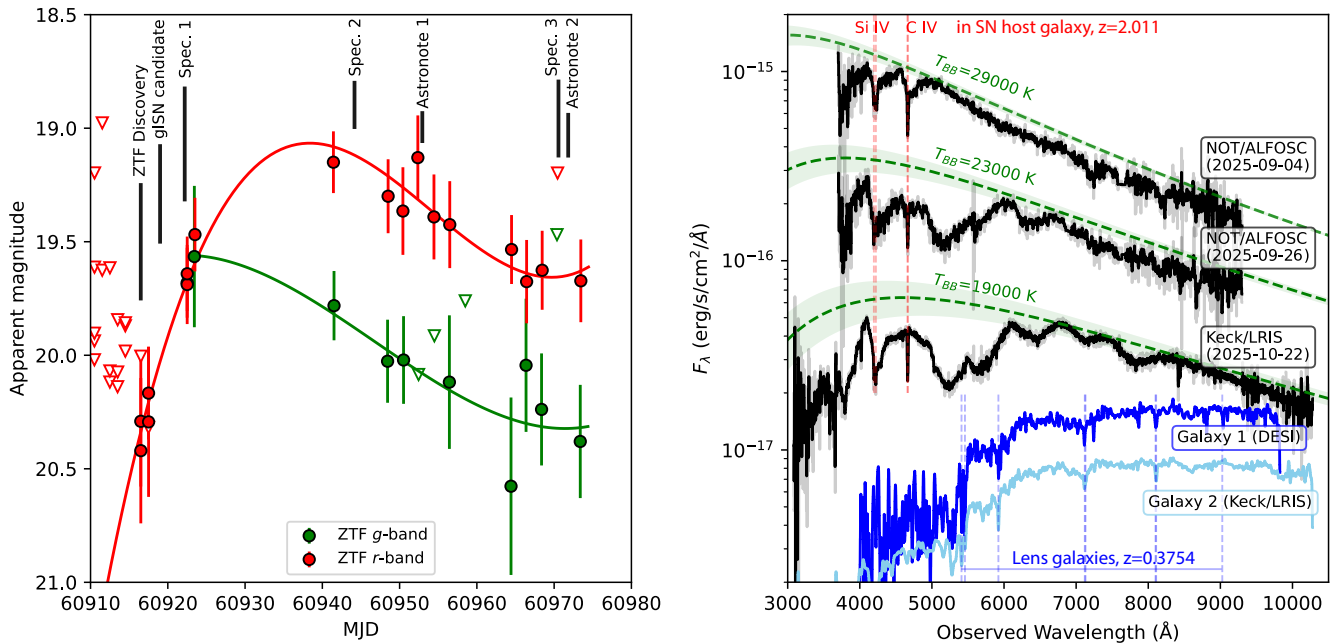 18.5
19.0
19.5
20.0
20.5
21.0
Apparent magnitude
60910
60920
60930
60940
60950
60960
60970
60980
MJD
ZTF Discovery
glSN candidate
Spec. 1
Spec. 2
Astronote 1
Spec. 3
Astronote 2
ZTF g-band
ZTF r-band
Si IV
C IV
in SN host galaxy, z=2.011
T_BB=29000 K
NOT/ALFOSC
(2025-09-04)
T_BB=23000 K
NOT/ALFOSC
(2025-09-26)
T_BB=19000 K
Keck/LRIS
(2025-10-22)
Galaxy 1 (DESI)
Galaxy 2 (Keck/LRIS)
Lens galaxies, z=0.3754
10⁻¹⁵
10⁻¹⁶
10⁻¹⁷
F_λ (erg/s/cm²/Å)
3000
4000
5000
6000
7000
8000
9000
10000
Observed Wavelength (Å)